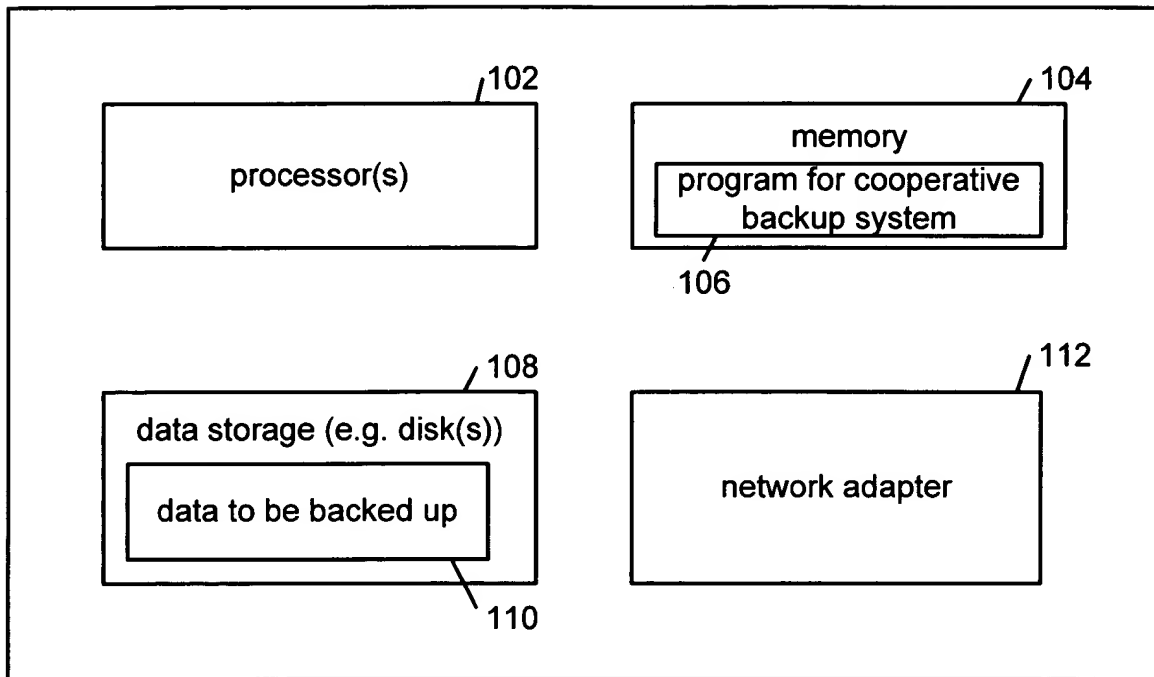 102
processor(s)
104
memory
program for cooperative
backup system
106
108
data storage (e.g. disk(s))
data to be backed up
110
112
network adapter